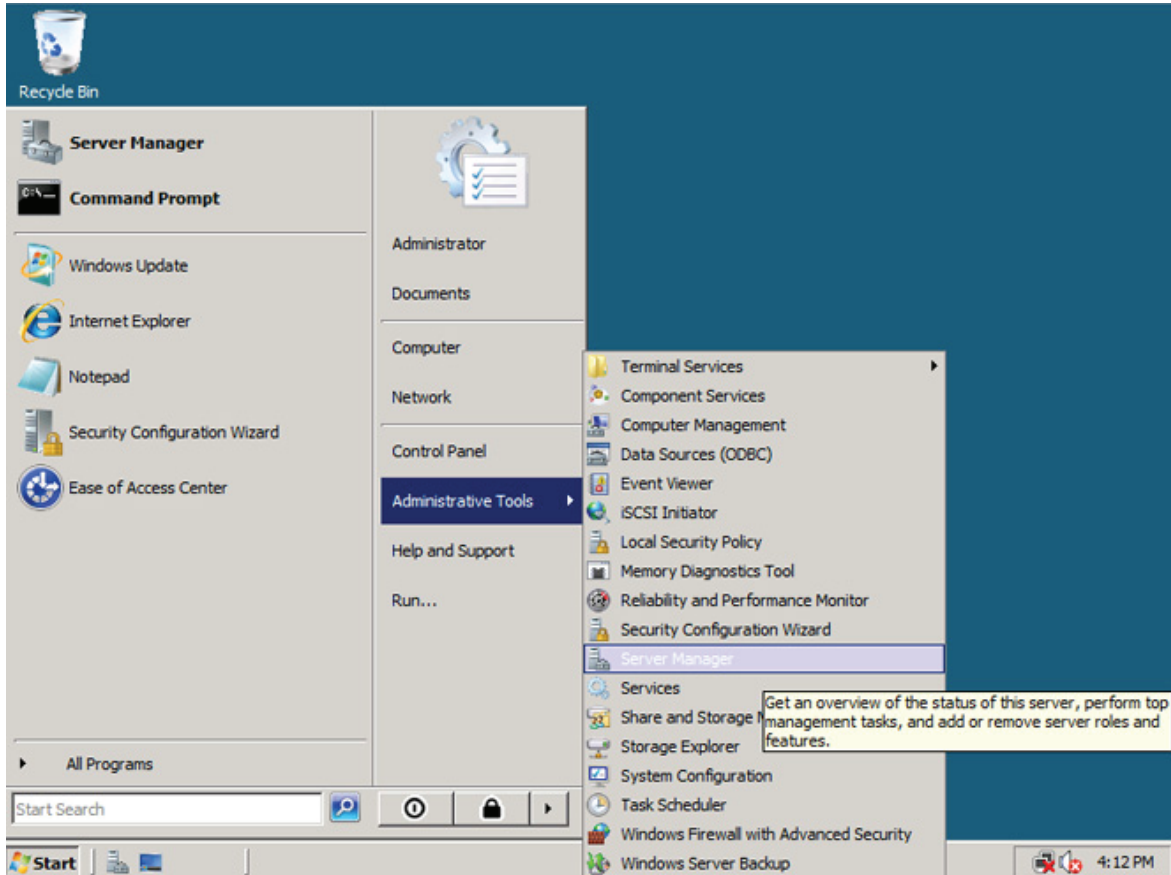 Recycle Bin
Server Manager
Command Prompt
Windows Update
Internet Explorer
Notepad
Security Configuration Wizard
Ease of Access Center
All Programs
Start Search
Administrator
Documents
Computer
Network
Control Panel
Administrative Tools
Help and Support
Run...
Terminal Services
Component Services
Computer Management
Data Sources (ODBC)
Event Viewer
iSCSI Initiator
Local Security Policy
Memory Diagnostics Tool
Reliability and Performance Monitor
Security Configuration Wizard
Server Manager
Services
Share and Storage M
Storage Explorer
System Configuration
Task Scheduler
Windows Firewall with Advanced Security
Windows Server Backup
Get an overview of the status of this server, perform top
management tasks, and add or remove server roles and
features.
Start
4:12 PM